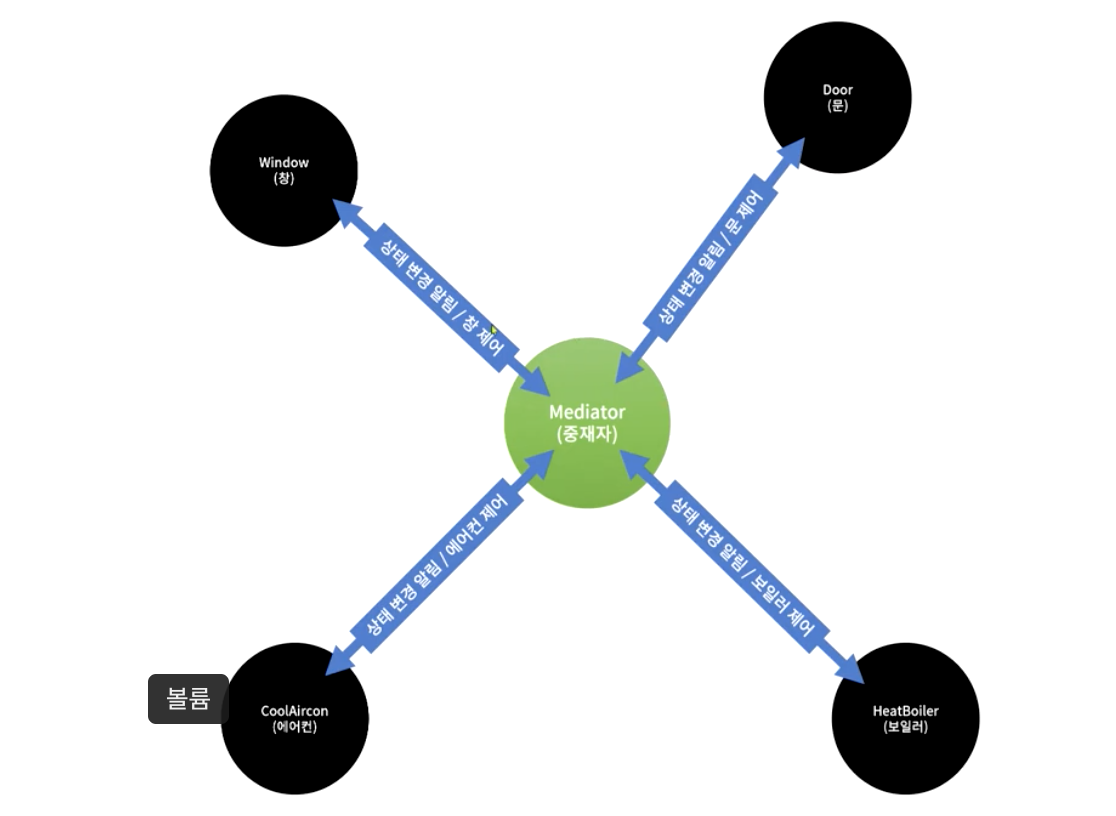 Door
(문)
Window
(창)
상태 변경 알림 / 창 제어
상태 변경 알림 / 문 제어
Mediator
(중재자)
상태 변경 알림 / 에어컨 제어
상태 변경 알림 / 보일러 제어
볼륨
CoolAircon
(에어컨)
HeatBoiler
(보일러)